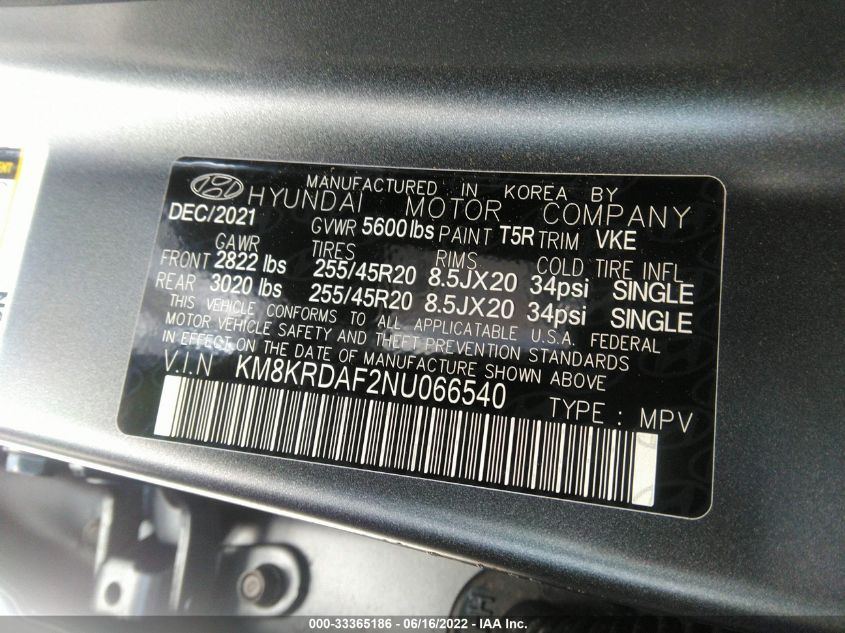 MANUFACTURED IN KOREA BY
HYUNDAI MOTOR COMPANY
DEC/2021 GVWR 5600lbs PAINT T5R TRIM VKE
GAWR TIRES RIMS COLD TIRE INFL.
FRONT 2822 lbs 255/45R20 8.5JX20 34psi SINGLE
REAR 3020 lbs 255/45R20 8.5JX20 34psi SINGLE
THIS VEHICLE CONFORMS TO ALL APPLICATABLE U.S.A. FEDERAL
MOTOR VEHICLE SAFETY AND THEFT PREVENTION STANDARDS
IN EFFECT ON THE DATE OF MANUFACTURE SHOWN ABOVE
V.I.N KM8KRDAF2NU066540
TYPE : MPV
000-33365186 - 06/16/2022 - IAA Inc.